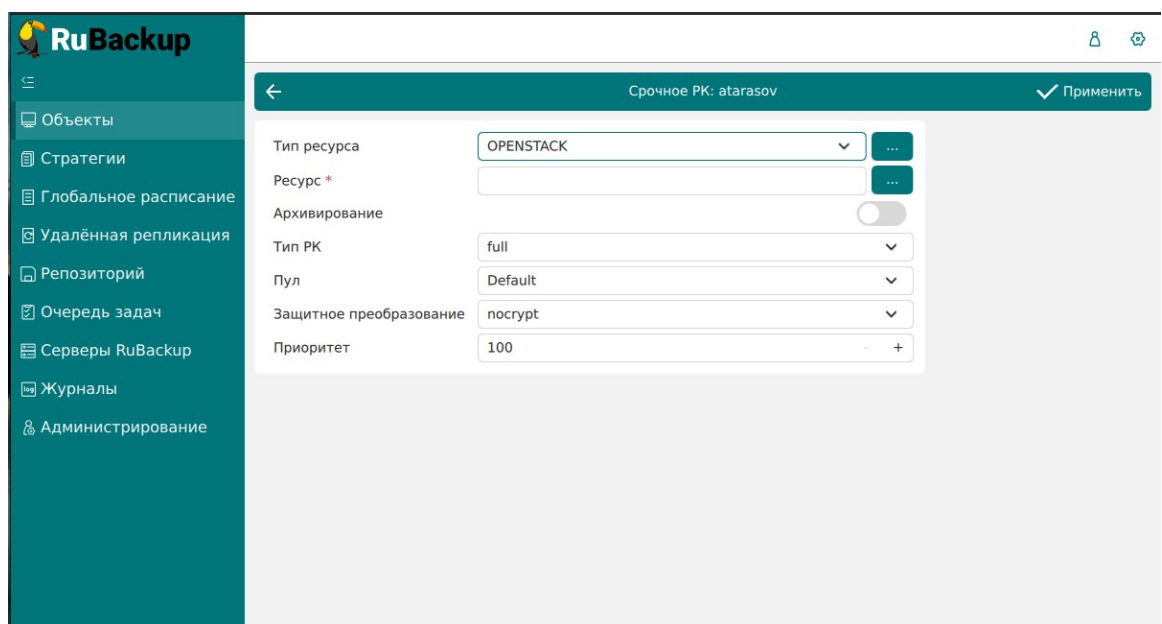 RuBackup
Срочное РК: atarasov
Применить
Объекты
Стратегии
Глобальное расписание
Удалённая репликация
Репозиторий
Очередь задач
Серверы RuBackup
log Журналы
Администрирование
Тип ресурса OPENSTACK ...
Ресурс * ...
Архивирование
Тип РК full
Пул Default
Защитное преобразование nocrypt
Приоритет 100 - +